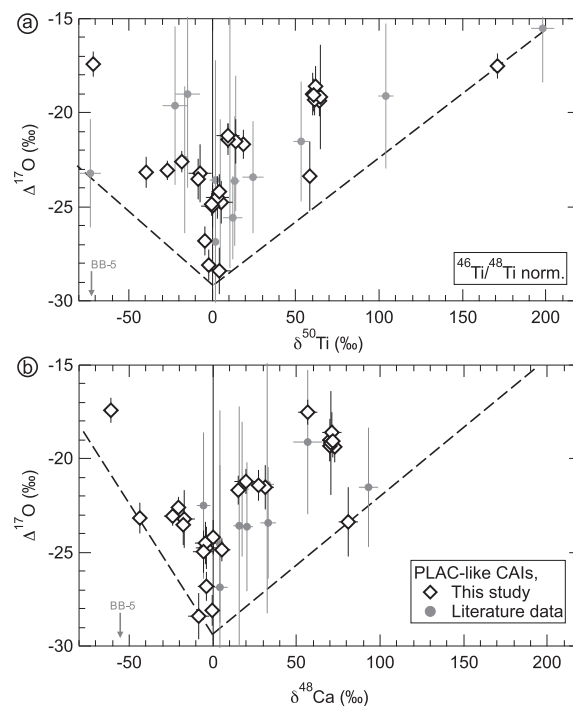 a
-15
-20
-25
-30
Δ¹⁷O (‰)
BB-5
⁴⁶Ti/⁴⁸Ti norm.
-50 0 50 100 150 200
δ⁵⁰Ti (‰)
b
-15
-20
-25
-30
Δ¹⁷O (‰)
BB-5
PLAC-like CAIs,
This study
Literature data
-50 0 50 100 150 200
δ⁴⁸Ca (‰)